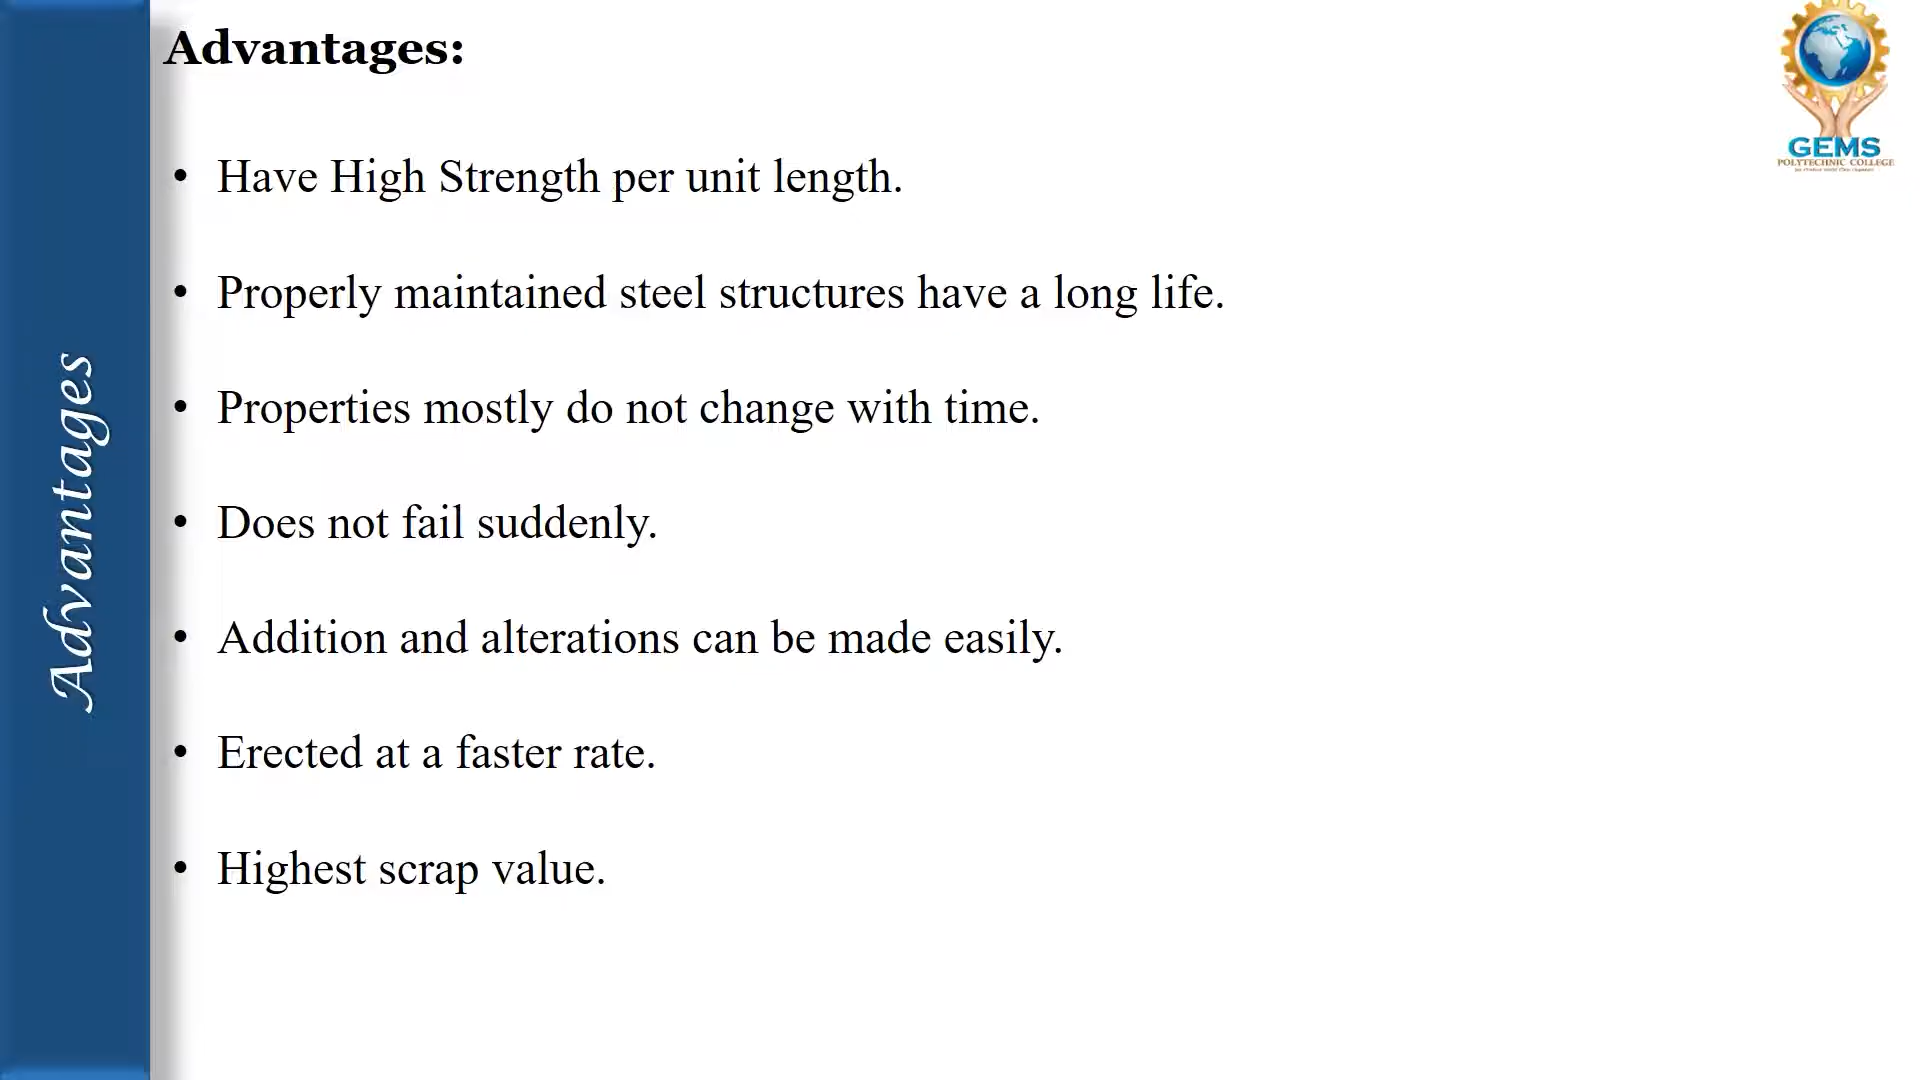 Advantages:
Advantages
• Have High Strength per unit length.
• Properly maintained steel structures have a long life.
• Properties mostly do not change with time.
• Does not fail suddenly.
• Addition and alterations can be made easily.
• Erected at a faster rate.
• Highest scrap value.
GEMS
POLYTECHNIC COLLEGE